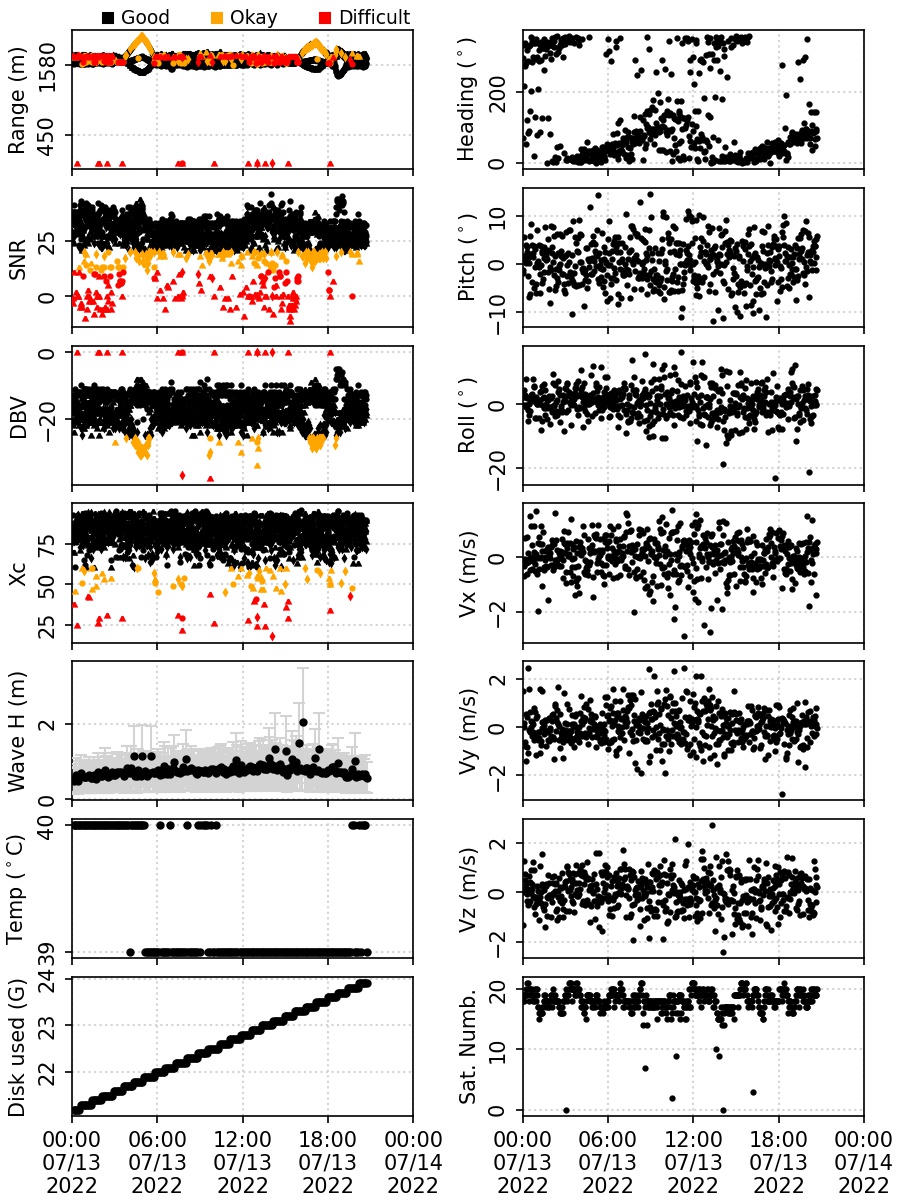 Good Okay Difficult
Range (m)
1580
450
Heading (°)
200
0
SNR
25
0
Pitch (°)
10
0
−10
DBV
0
−20
Roll (°)
0
−20
Xc
75
50
25
Vx (m/s)
0
−2
Wave H (m)
2
0
Vy (m/s)
2
0
−2
Temp (°C)
40
39
Vz (m/s)
2
0
−2
Disk used (G)
24
23
22
Sat. Numb.
20
10
0
00:00 06:00 12:00 18:00 00:00
07/13 07/13 07/13 07/13 07/14
2022 2022 2022 2022 2022
00:00 06:00 12:00 18:00 00:00
07/13 07/13 07/13 07/13 07/14
2022 2022 2022 2022 2022